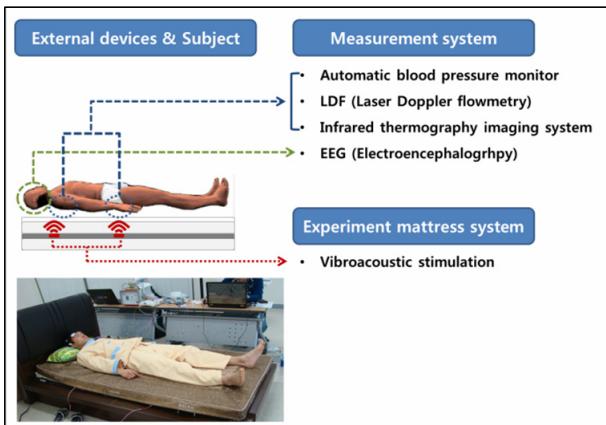 External devices & Subject
Measurement system
• Automatic blood pressure monitor
• LDF (Laser Doppler flowmetry)
• Infrared thermography imaging system
• EEG (Electroencephalogrhpy)
Experiment mattress system
• Vibroacoustic stimulation